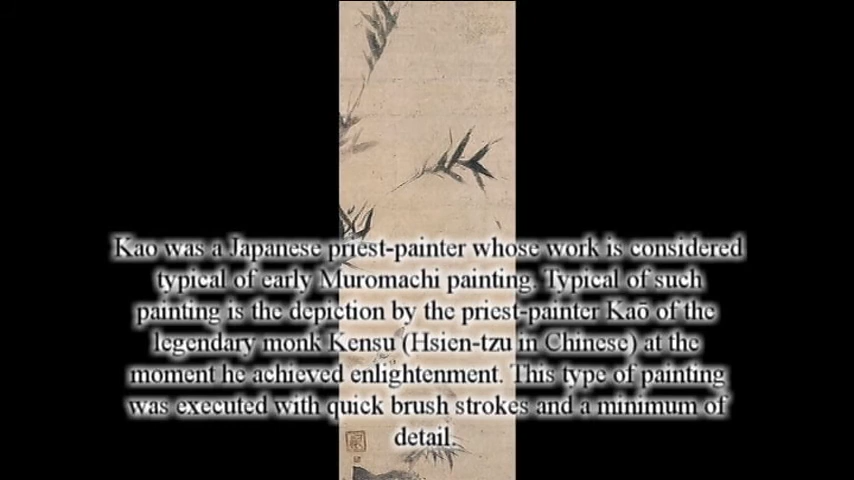 Kao was a Japanese priest-painter whose work is considered
typical of early Muromachi painting. Typical of such
painting is the depiction by the priest-painter Kaō of the
legendary monk Kensu (Hsien-tzu in Chinese) at the
moment he achieved enlightenment. This type of painting
was executed with quick brush strokes and a minimum of
detail.